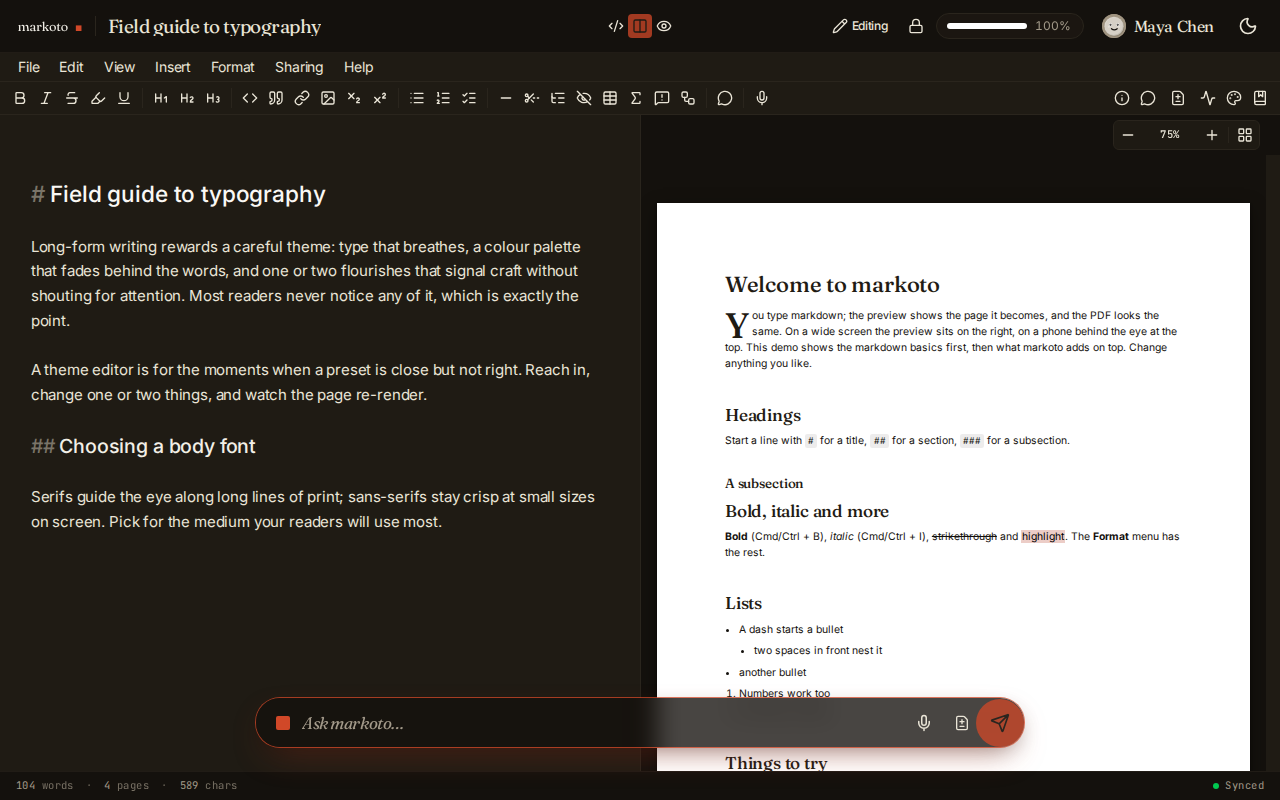 markoto
Field guide to typography
Editing
100%
Maya Chen
File Edit View Insert Format Sharing Help
H1 H2 H3
75%
# Field guide to typography
Long-form writing rewards a careful theme: type that breathes, a colour palette
that fades behind the words, and one or two flourishes that signal craft without
shouting for attention. Most readers never notice any of it, which is exactly the
point.
A theme editor is for the moments when a preset is close but not right. Reach in,
change one or two things, and watch the page re-render.
## Choosing a body font
Serifs guide the eye along long lines of print; sans-serifs stay crisp at small sizes
on screen. Pick for the medium your readers will use most.
Welcome to markoto
You type markdown; the preview shows the page it becomes, and the PDF looks the
same. On a wide screen the preview sits on the right, on a phone behind the eye at the
top. This demo shows the markdown basics first, then what markoto adds on top. Change
anything you like.
Headings
Start a line with # for a title, ## for a section, ### for a subsection.
A subsection
Bold, italic and more
Bold (Cmd/Ctrl + B), italic (Cmd/Ctrl + I), strikethrough and highlight. The Format menu has
the rest.
Lists
• A dash starts a bullet
• two spaces in front nest it
• another bullet
1. Numbers work too
Ask markoto...
Things to try
104 words · 4 pages · 589 chars
Synced